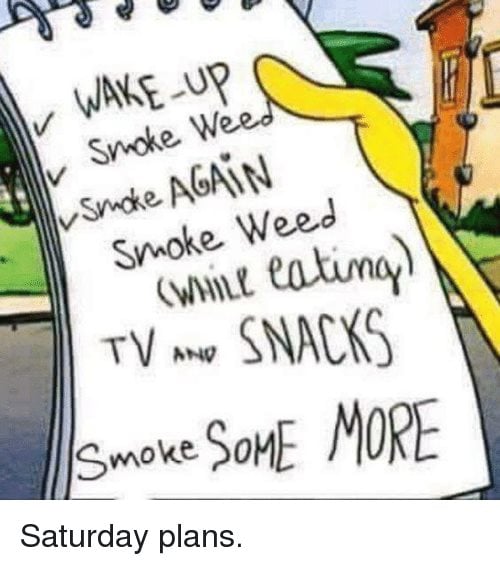 WAKE-UP
Smoke Weed
Smoke AGAIN
Smoke Weed
(WHILE eating)
TV AND SNACKS
Smoke SOME MORE
Saturday plans.